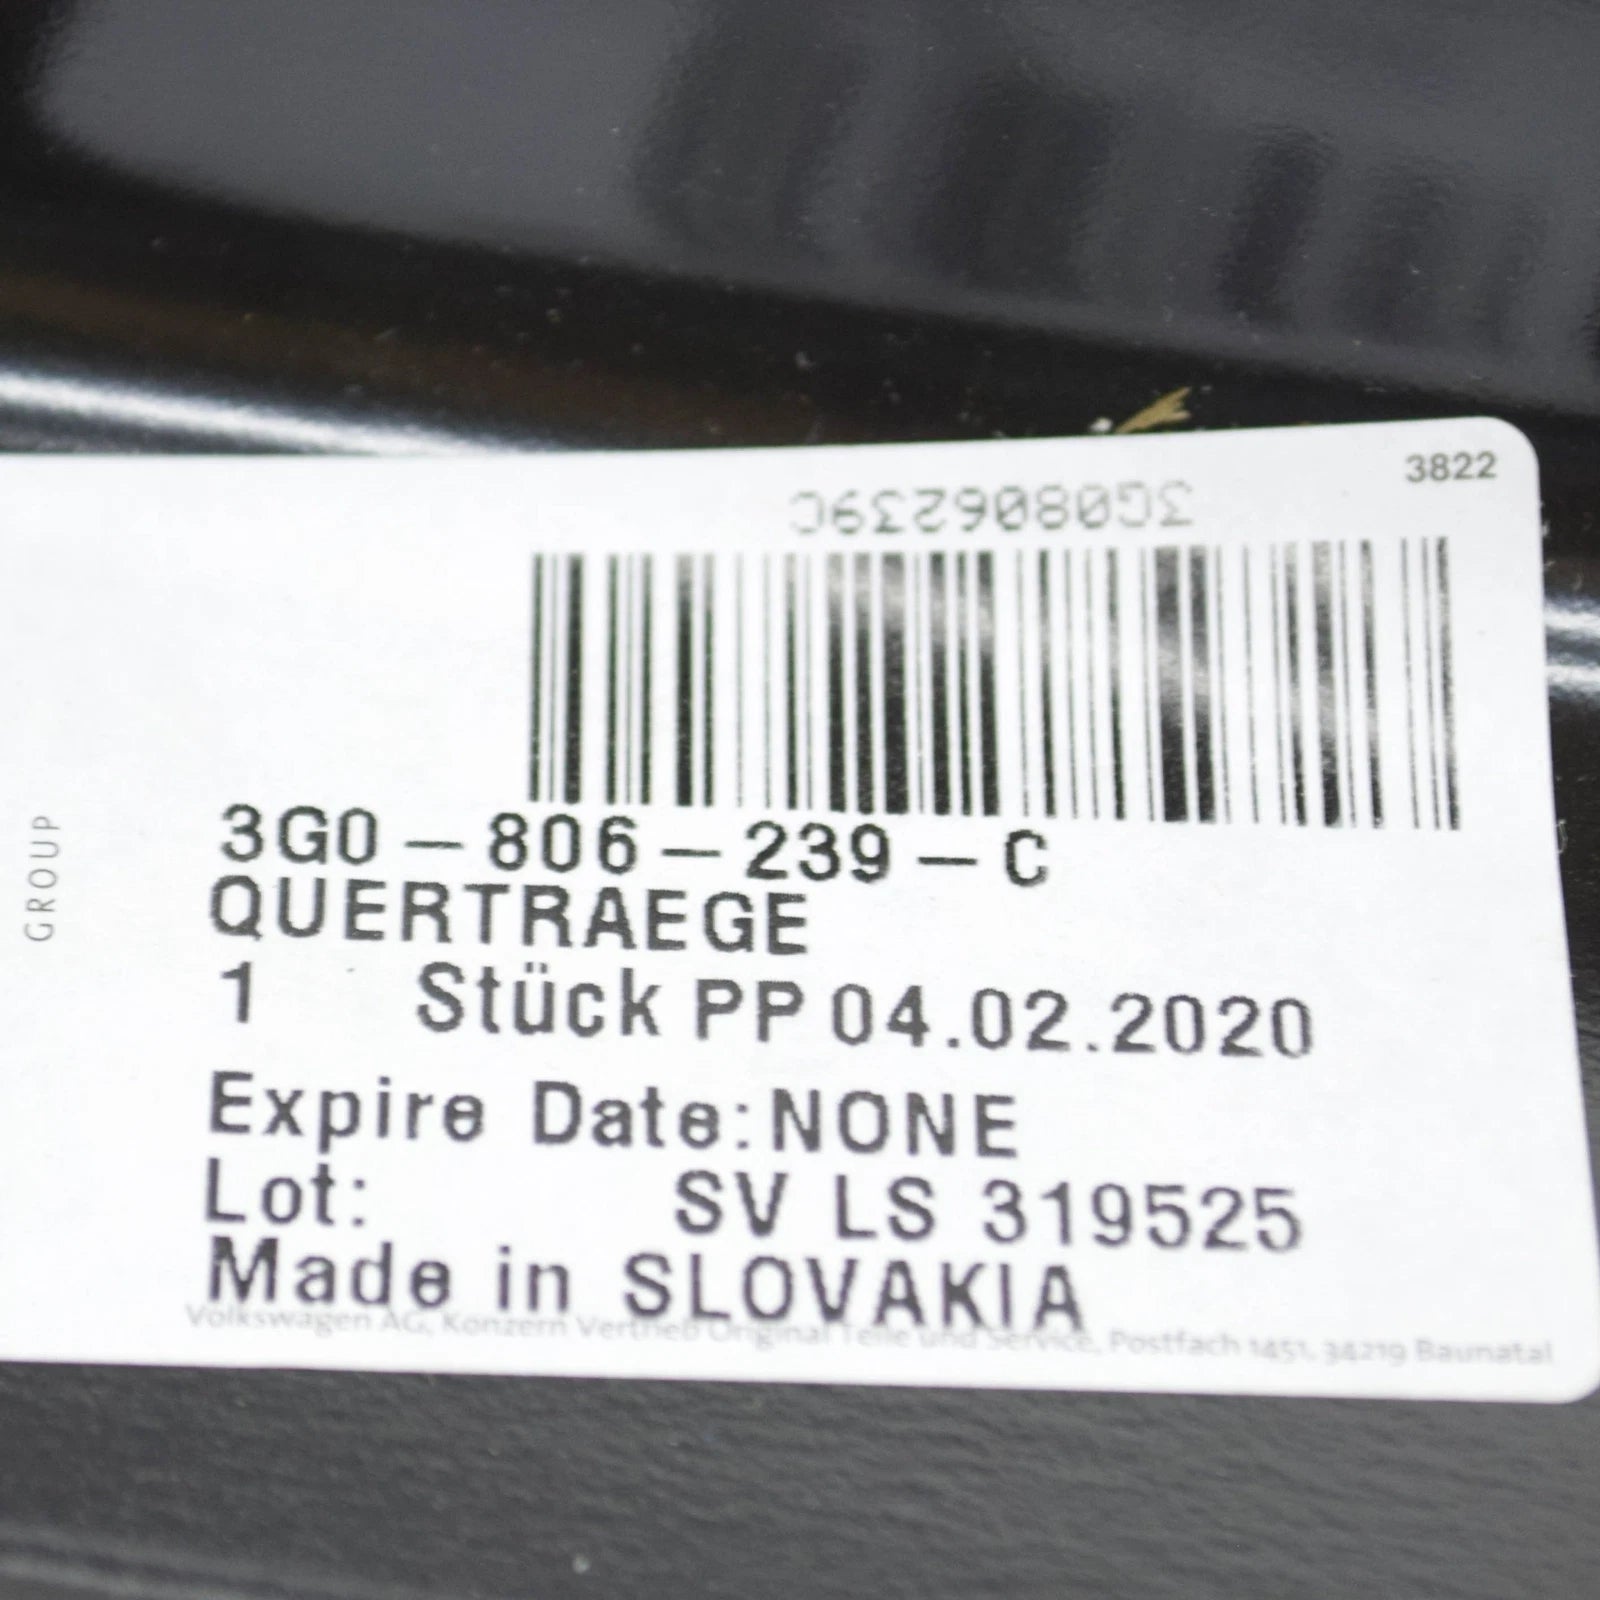 3822
3G0806239C
3G0-806-239-C
QUERTRAEGE
1 Stück PP 04.02.2020
Expire Date:NONE
Lot: SV LS 319525
Made in SLOVAKIA
Volkswagen AG, Konzern Vertrieb Original Teile und Service, Postfach 1451, 34219 Baunatal
GROUP